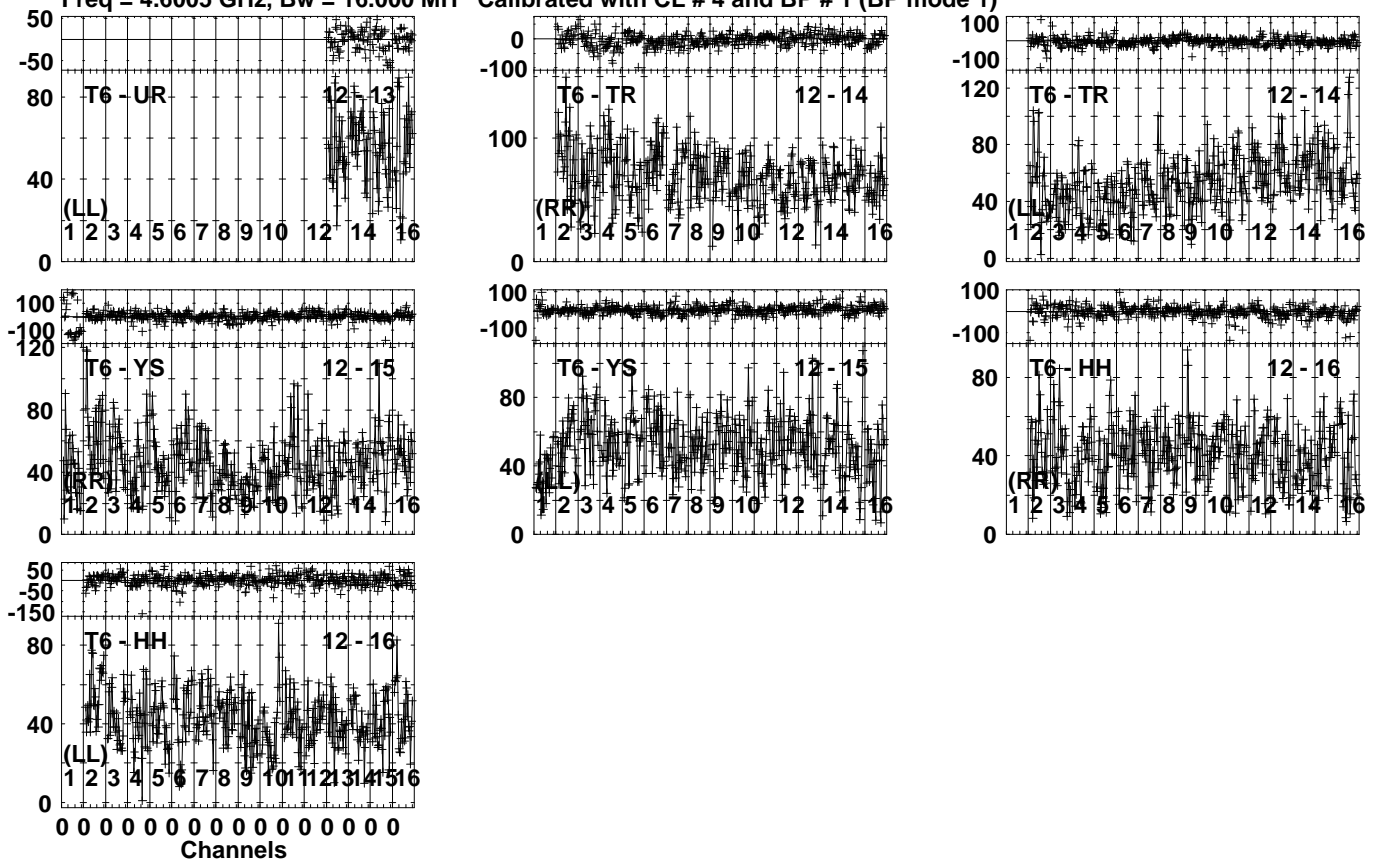 Freq = 4.6005 GHz, Bw = 16.000 MH Calibrated with CL # 4 and BP # 1 (BP mode 1)
50
-50
80
40
0
T6 - UR 12 - 13
(LL)
1 2 3 4 5 6 7 8 9 10 12 14 16
0
-100
100
0
T6 - TR 12 - 14
(RR)
1 2 3 4 5 6 7 8 9 10 12 14 16
100
-100
120
80
40
0
T6 - TR 12 - 14
(LL)
1 2 3 4 5 6 7 8 9 10 12 14 16
100
-100
120
80
40
0
T6 - YS 12 - 15
(RR)
1 2 3 4 5 6 7 8 9 10 12 14 16
100
-100
80
40
0
T6 - YS 12 - 15
(LL)
1 2 3 4 5 6 7 8 9 10 12 14 16
100
-100
80
40
0
T6 - HH 12 - 16
(RR)
1 2 3 4 5 6 7 8 9 10 12 14 16
50
-50
-150
80
40
0
T6 - HH 12 - 16
(LL)
1 2 3 4 5 6 7 8 9 10 11 12 13 14 15 16
0 0 0 0 0 0 0 0 0 0 0 0 0 0 0 0
Channels